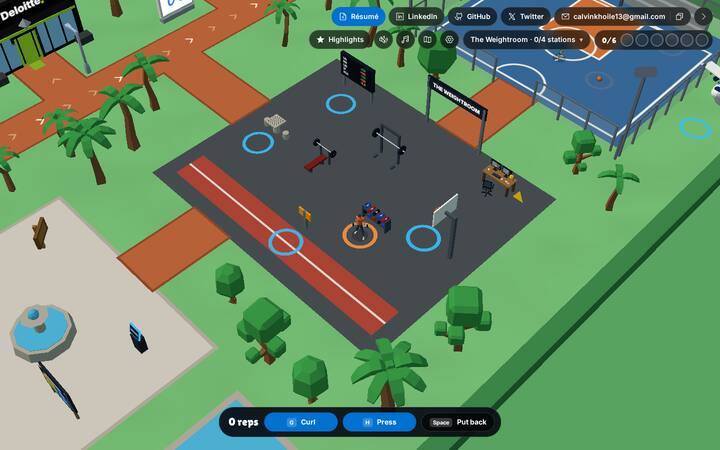 Deloitte.
Résumé
LinkedIn
GitHub
Twitter
calvinkhoile13@gmail.com
Highlights
The Weightroom · 0/4 stations
0/6
THE WEIGHTROOM
0 reps
G Curl
H Press
Space Put back